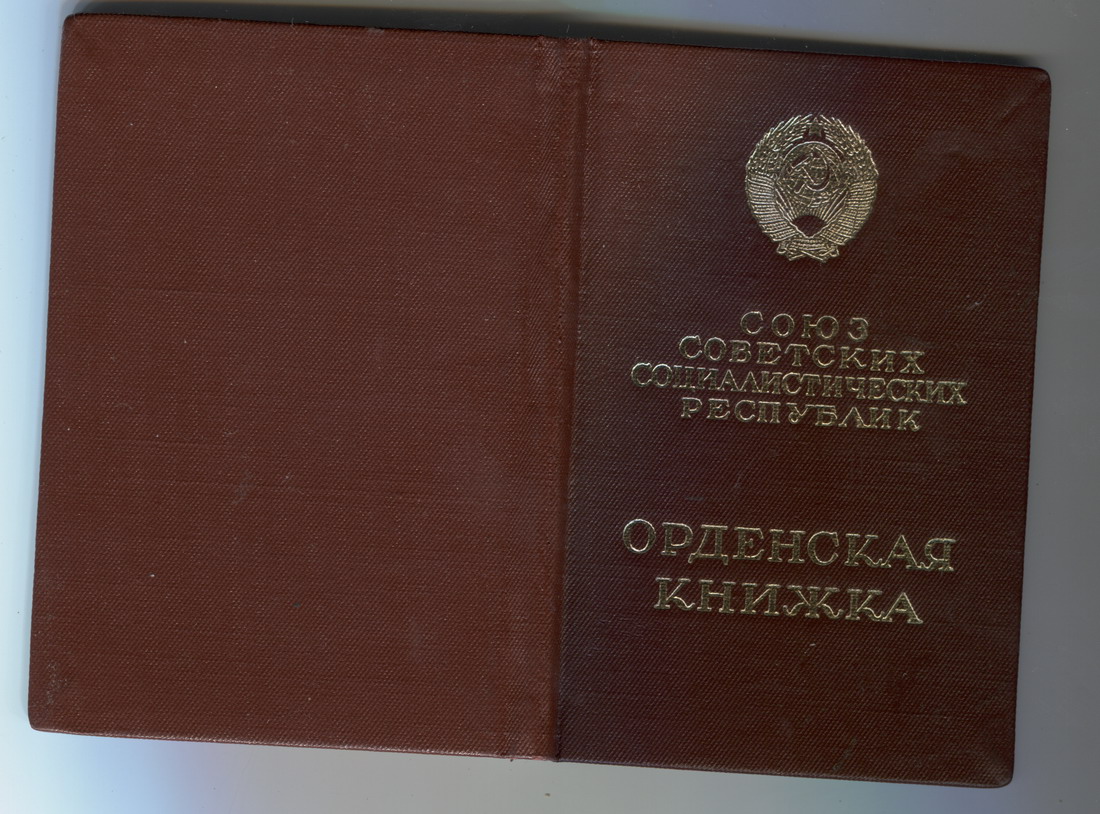 СОЮЗ
СОВЕТСКИХ
СОЦИАЛИСТИЧЕСКИХ
РЕСПУБЛИК
ОРДЕНСКАЯ
КНИЖКА